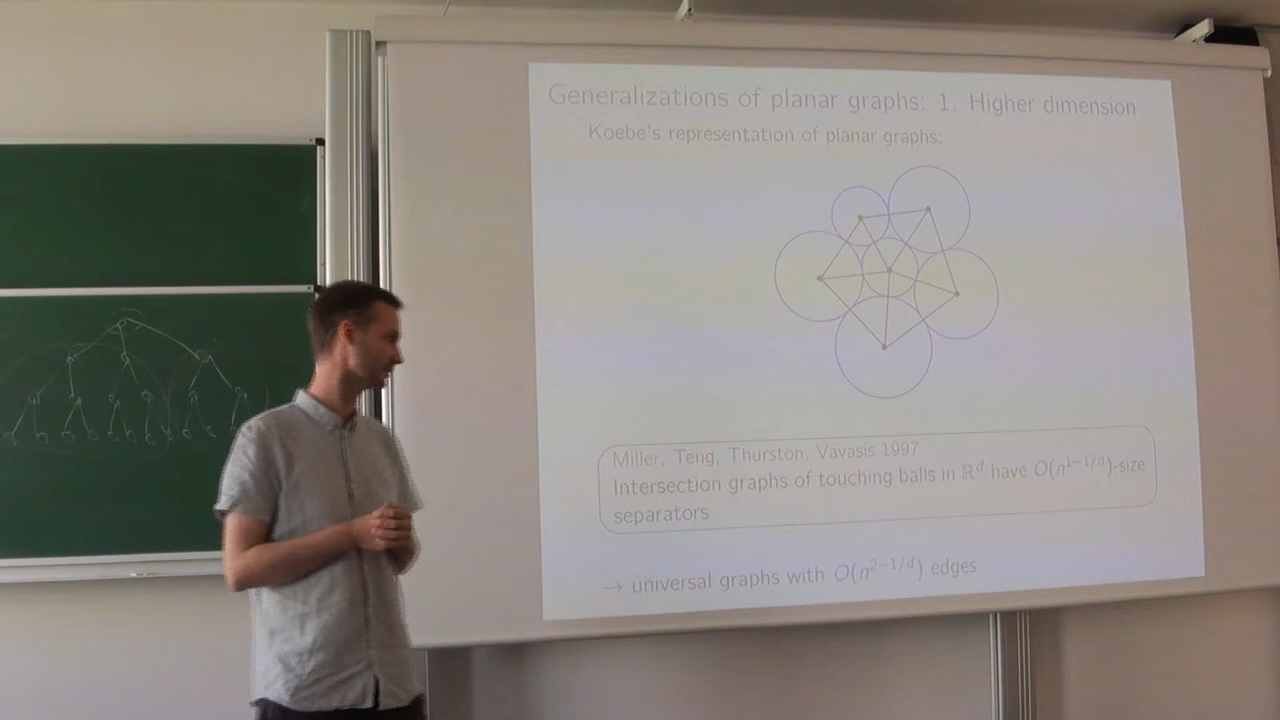 Generalizations of planar graphs: 1. Higher dimension
Koebe's representation of planar graphs:
Miller, Teng, Thurston, Vavasis 1997
Intersection graphs of touching balls in ℝᵈ have O(n^{1−1/d})-size
separators
→ universal graphs with O(n^{2−1/d}) edges